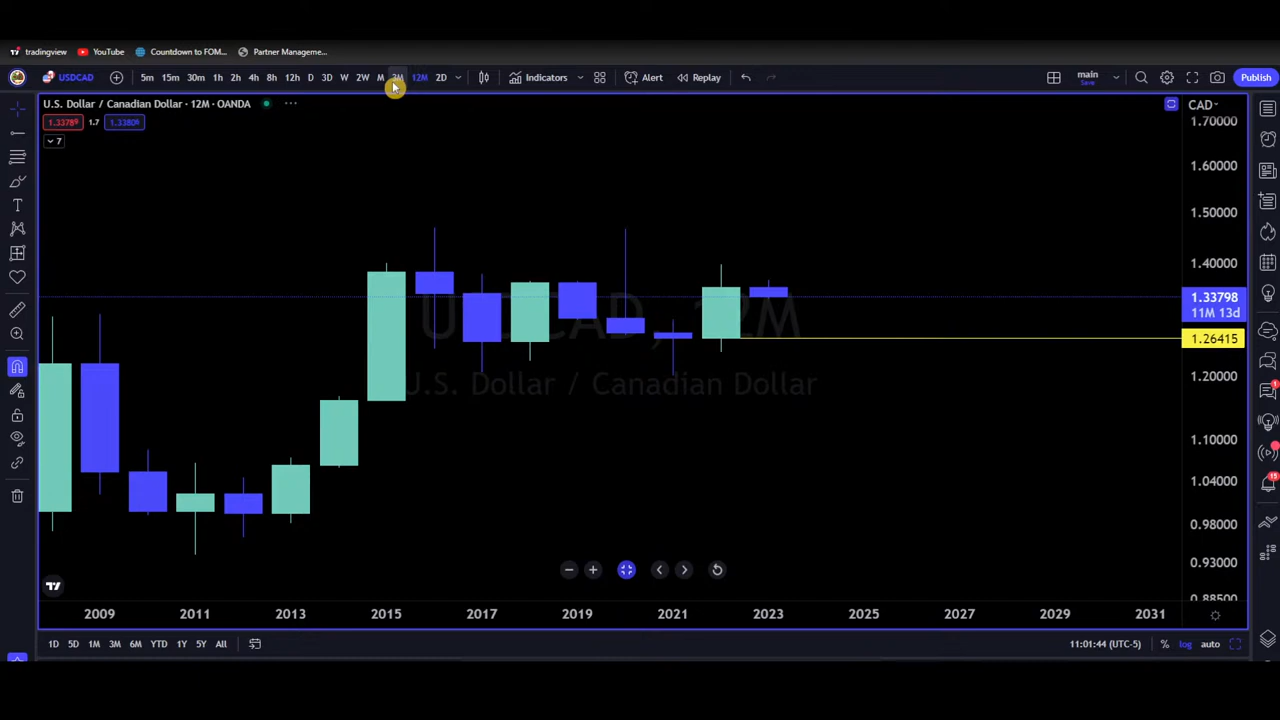 tradingview YouTube Countdown to FOM... Partner Manageme...
USDCAD 5m 15m 30m 1h 2h 4h 8h 12h D 3D W 2W M 3M 12M 2D Indicators Alert Replay main Save Publish
U.S. Dollar / Canadian Dollar · 12M · OANDA
CAD
1.33789 1.7 1.33806
7
1.70000
1.60000
1.50000
1.40000
1.33798
11M 13d
1.26415
1.20000
1.10000
1.04000
0.98000
0.93000
0.88500
USDCAD, 12M
U.S. Dollar / Canadian Dollar
1
15
2009 2011 2013 2015 2017 2019 2021 2023 2025 2027 2029 2031
1D 5D 1M 3M 6M YTD 1Y 5Y All 11:01:44 (UTC-5) % log auto